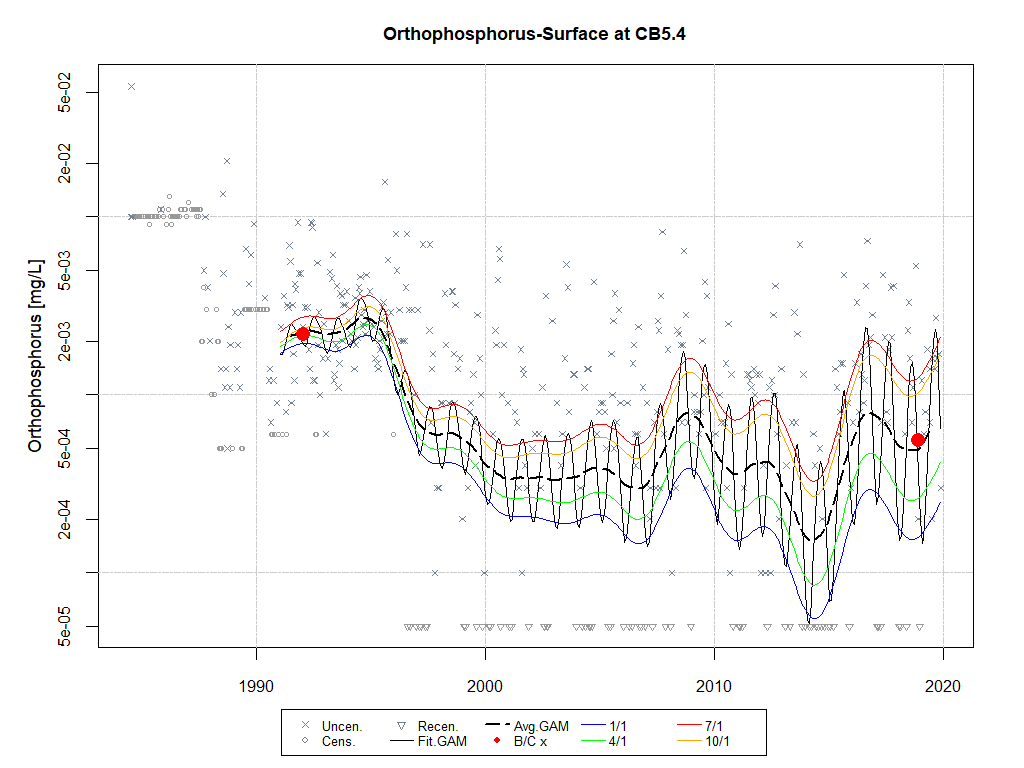 Orthophosphorus-Surface at CB5.4
Orthophosphorus [mg/L]
5e-02
2e-02
5e-03
2e-03
5e-04
2e-04
5e-05
1990 2000 2010 2020
Uncen. Recen. Avg.GAM 1/1 7/1
Cens. Fit.GAM B/C x 4/1 10/1